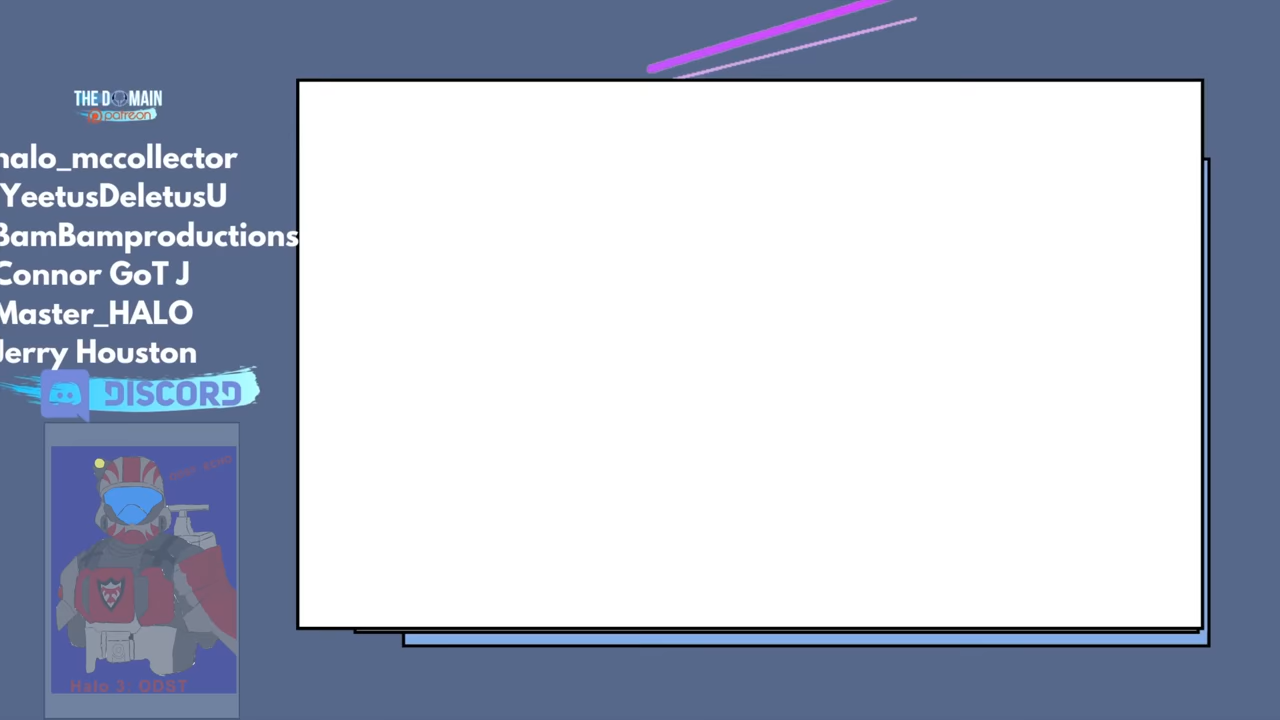 THE DOMAIN
patreon
halo_mccollector
YeetusDeletusU
BamBamproductions
Connor GoT J
Master_HALO
Jerry Houston
DISCORD
Halo 3: ODST